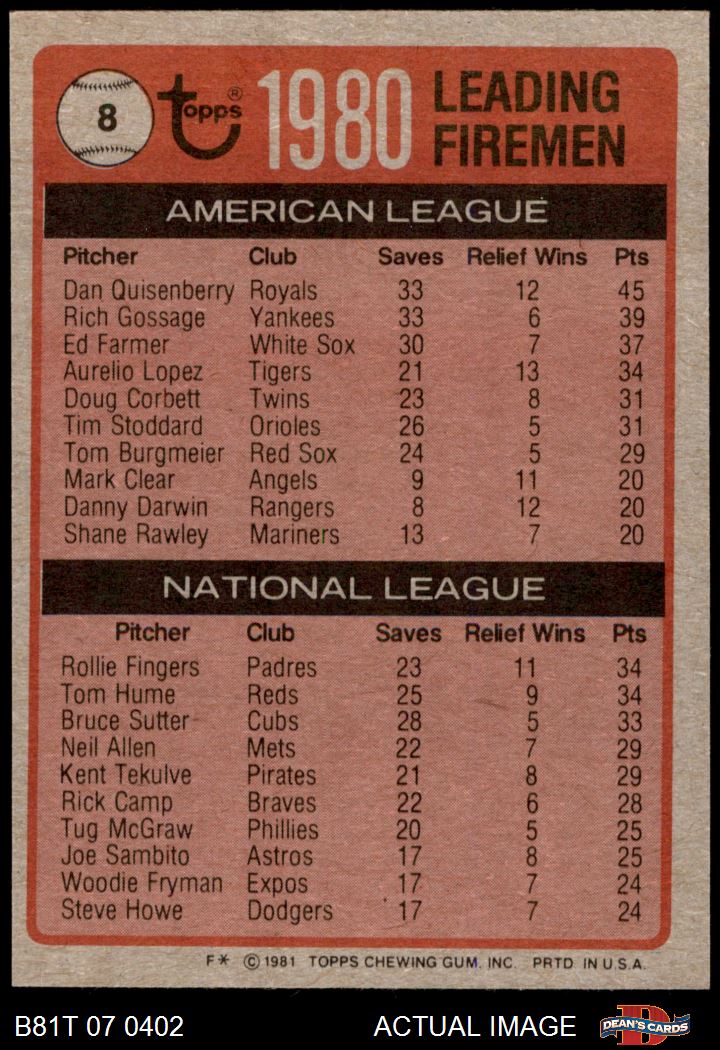 8 Topps® 1980 LEADING FIREMEN
AMERICAN LEAGUE
Pitcher Club Saves Relief Wins Pts
Dan Quisenberry Royals 33 12 45
Rich Gossage Yankees 33 6 39
Ed Farmer White Sox 30 7 37
Aurelio Lopez Tigers 21 13 34
Doug Corbett Twins 23 8 31
Tim Stoddard Orioles 26 5 31
Tom Burgmeier Red Sox 24 5 29
Mark Clear Angels 9 11 20
Danny Darwin Rangers 8 12 20
Shane Rawley Mariners 13 7 20
NATIONAL LEAGUE
Pitcher Club Saves Relief Wins Pts
Rollie Fingers Padres 23 11 34
Tom Hume Reds 25 9 34
Bruce Sutter Cubs 28 5 33
Neil Allen Mets 22 7 29
Kent Tekulve Pirates 21 8 29
Rick Camp Braves 22 6 28
Tug McGraw Phillies 20 5 25
Joe Sambito Astros 17 8 25
Woodie Fryman Expos 17 7 24
Steve Howe Dodgers 17 7 24
F* © 1981 TOPPS CHEWING GUM, INC. PRTD. IN U.S.A.
B81T 07 0402 ACTUAL IMAGE DEAN'S CARDS